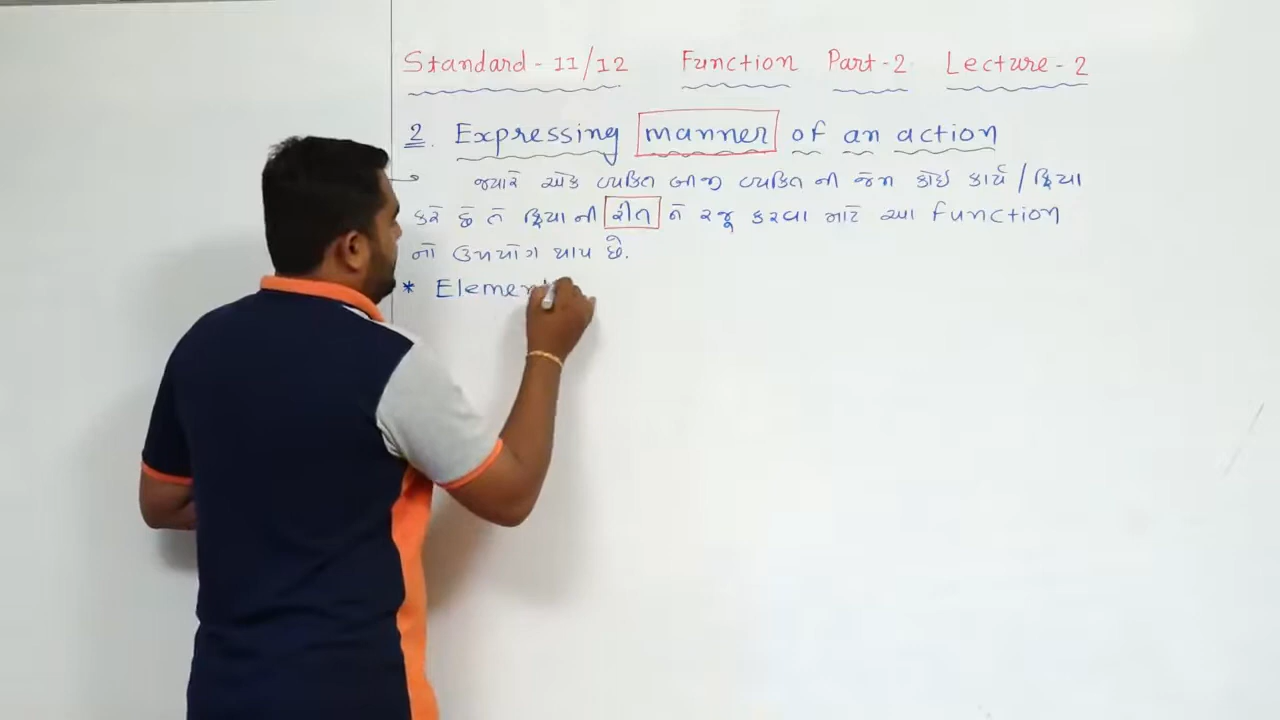 Standard - 11/12 Function Part-2 Lecture - 2
2. Expressing manner of an action
જ્યારે એક વ્યક્તિ બીજી વ્યક્તિ ની જેમ કોઈ કાર્ય / ક્રિયા
કરે છે તે ક્રિયા ની રીત ને રજૂ કરવા માટે આ Function
નો ઉપયોગ થાય છે.
* Element